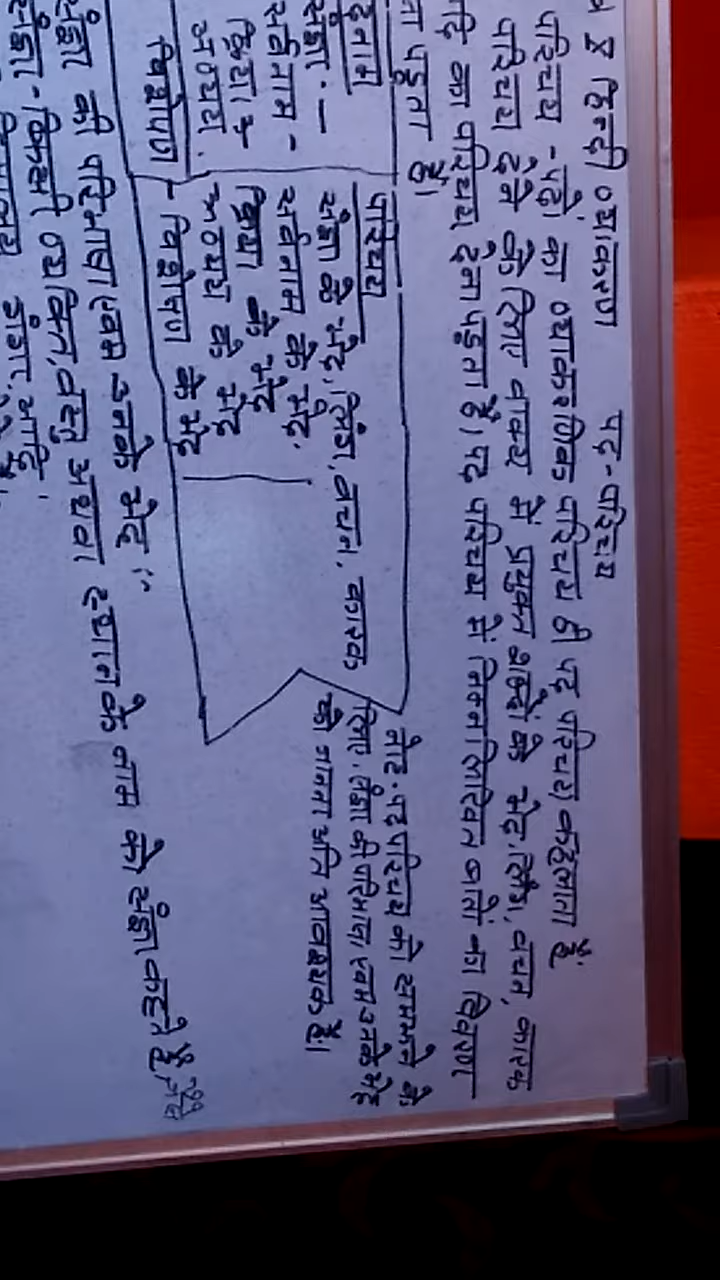 हिन्दी व्याकरण पद-परिचय
परिचय - पदों का व्याकरणिक परिचय ही पद परिचय कहलाता है
परिचय देने के लिए वाक्य में प्रयुक्त शब्दों के भेद, लिंग, वचन, कारक
का परिचय देना पड़ता है। पद परिचय में निम्नलिखित बातों का विवरण
पड़ता है।
नोट. पद परिचय को समझने के
लिए. संज्ञा की परिभाषा एवम उनके भेद
को जानना अति आवश्यक है।
परिचय
संज्ञा :- संज्ञा के भेद, लिंग, वचन, कारक
सर्वनाम - सर्वनाम के भेद.
क्रिया - क्रिया के भेद
अव्यय. अव्यय के भेद
विशेषण - विशेषण के भेद
संज्ञा की परिभाषा एवम उनके भेद
संज्ञा - किसी व्यक्ति, वस्तु अथवा स्थान के नाम को संज्ञा कहते हैं